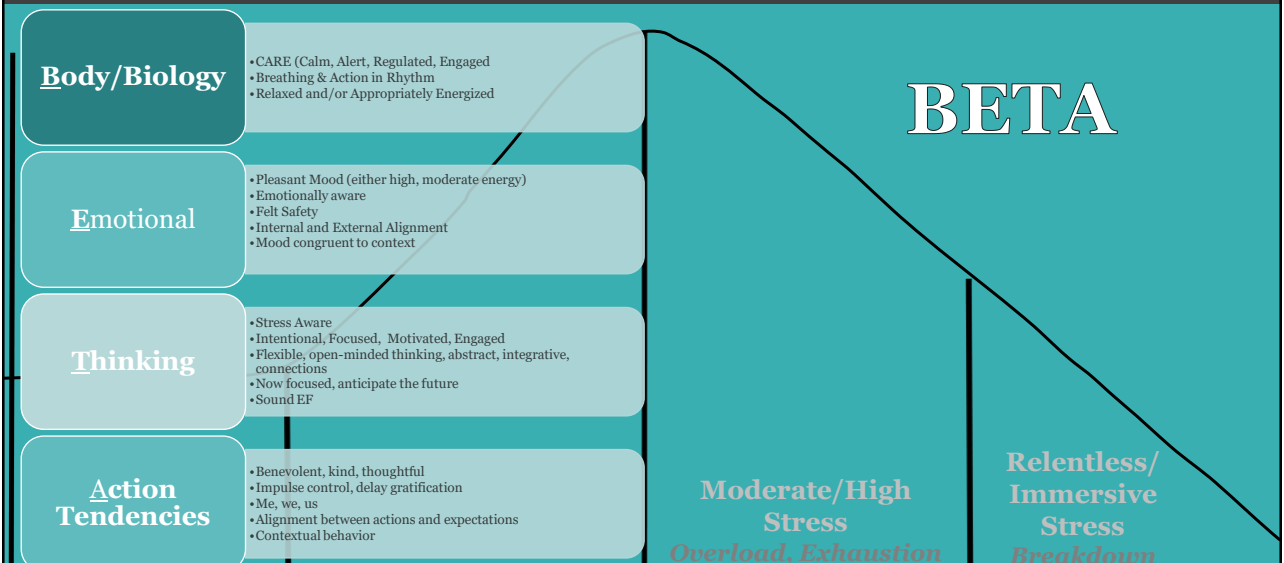 Body/Biology
•CARE (Calm, Alert, Regulated, Engaged
•Breathing & Action in Rhythm
•Relaxed and/or Appropriately Energized
BETA
Emotional
•Pleasant Mood (either high, moderate energy)
•Emotionally aware
•Felt Safety
•Internal and External Alignment
•Mood congruent to context
Thinking
•Stress Aware
•Intentional, Focused,  Motivated, Engaged
•Flexible, open-minded thinking, abstract, integrative,
connections
•Now focused, anticipate the future
•Sound EF
Action
Tendencies
•Benevolent, kind, thoughtful
•Impulse control, delay gratification
•Me, we, us
•Alignment between actions and expectations
•Contextual behavior
Moderate/High
Stress
Overload, Exhaustion
Relentless/
Immersive
Stress
Breakdown